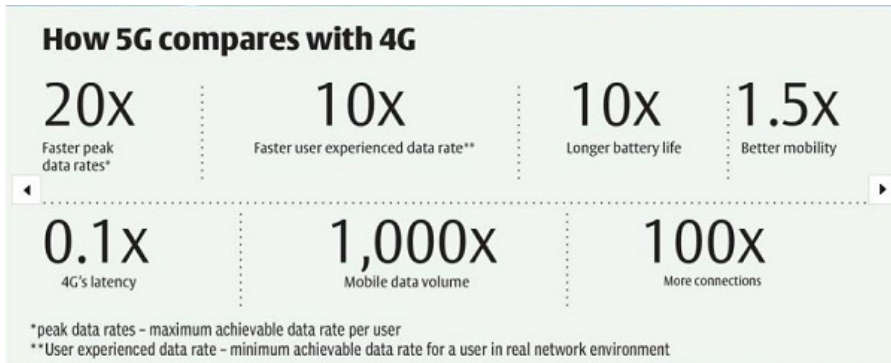 How 5G compares with 4G
20x
Faster peak
data rates*
10x
Faster user experienced data rate**
10x
Longer battery life
1.5x
Better mobility
0.1x
4G's latency
1,000x
Mobile data volume
100x
More connections
*peak data rates – maximum achievable data rate per user
**User experienced data rate – minimum achievable data rate for a user in real network environment